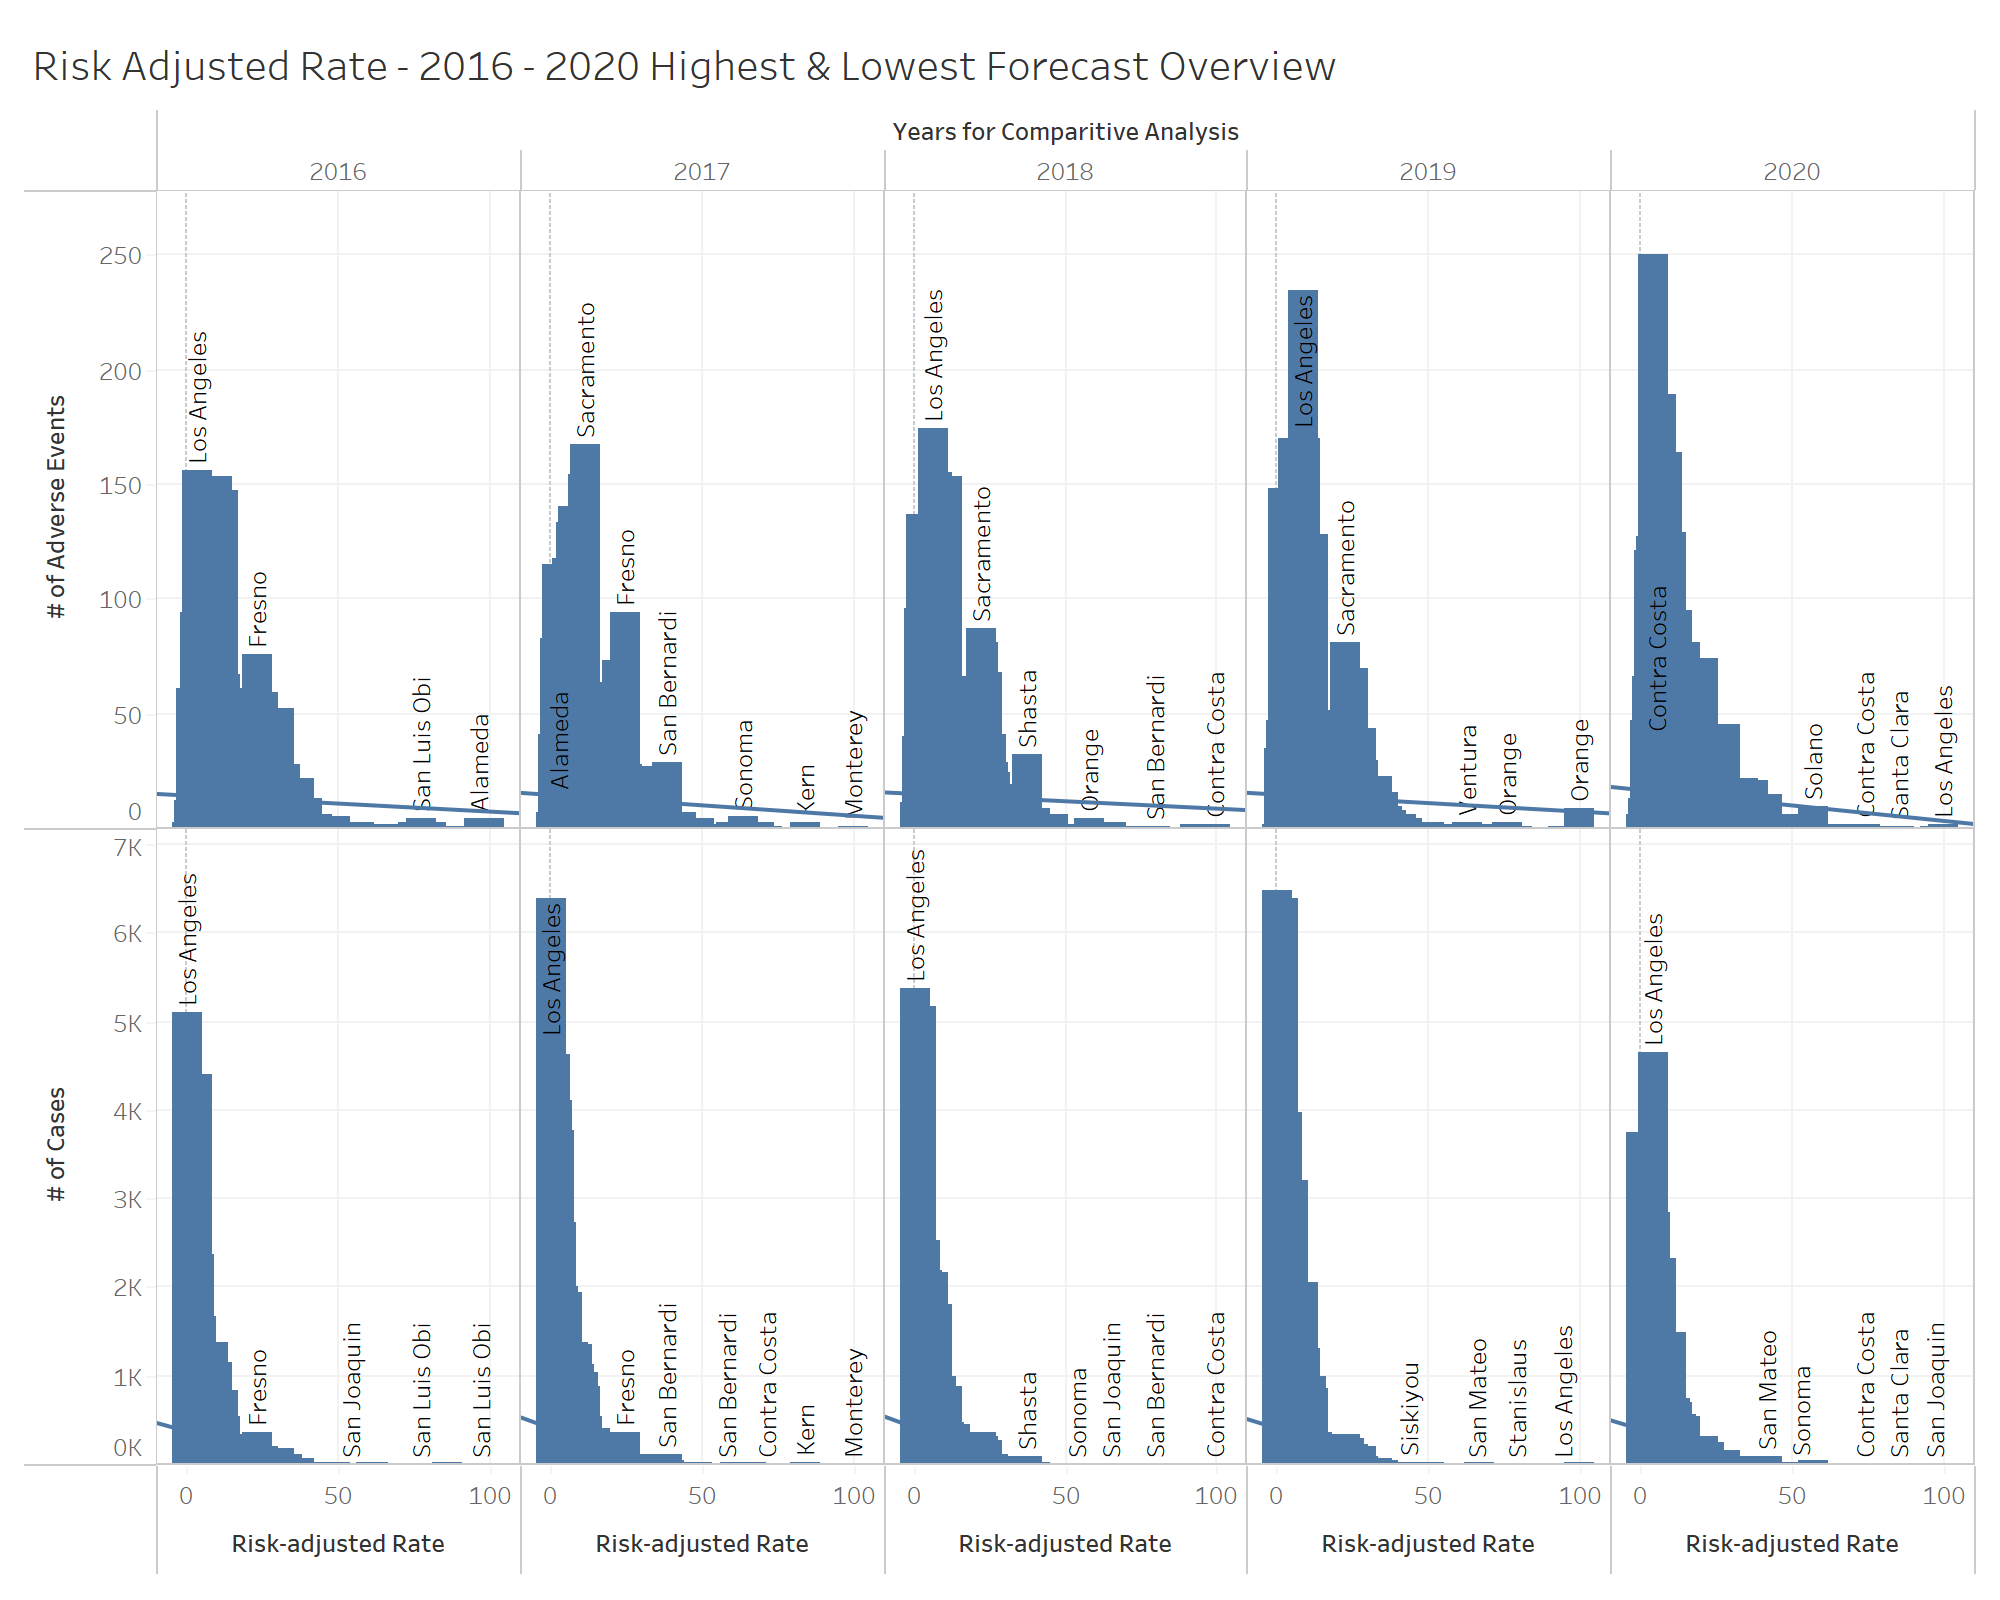 Risk Adjusted Rate - 2016 - 2020 Highest & Lowest Forecast Overview
Years for Comparitive Analysis
2016
2017
2018
2019
2020
# of Adverse Events
250
200
150
100
50
0
Los Angeles
Fresno
San Luis Obi
Alameda
Alameda
Sacramento
Fresno
San Bernardi
Sonoma
Kern
Monterey
Los Angeles
Sacramento
Shasta
Orange
San Bernardi
Contra Costa
Los Angeles
Sacramento
Ventura
Orange
Orange
Contra Costa
Solano
Contra Costa
Santa Clara
Los Angeles
# of Cases
7K
6K
5K
4K
3K
2K
1K
0K
Los Angeles
Fresno
San Joaquin
San Luis Obi
San Luis Obi
Los Angeles
Fresno
San Bernardi
San Bernardi
Contra Costa
Kern
Monterey
Los Angeles
Shasta
Sonoma
San Joaquin
San Bernardi
Contra Costa
Siskiyou
San Mateo
Stanislaus
Los Angeles
Los Angeles
San Mateo
Sonoma
Contra Costa
Santa Clara
San Joaquin
0
50
100
0
50
100
0
50
100
0
50
100
0
50
100
Risk-adjusted Rate
Risk-adjusted Rate
Risk-adjusted Rate
Risk-adjusted Rate
Risk-adjusted Rate